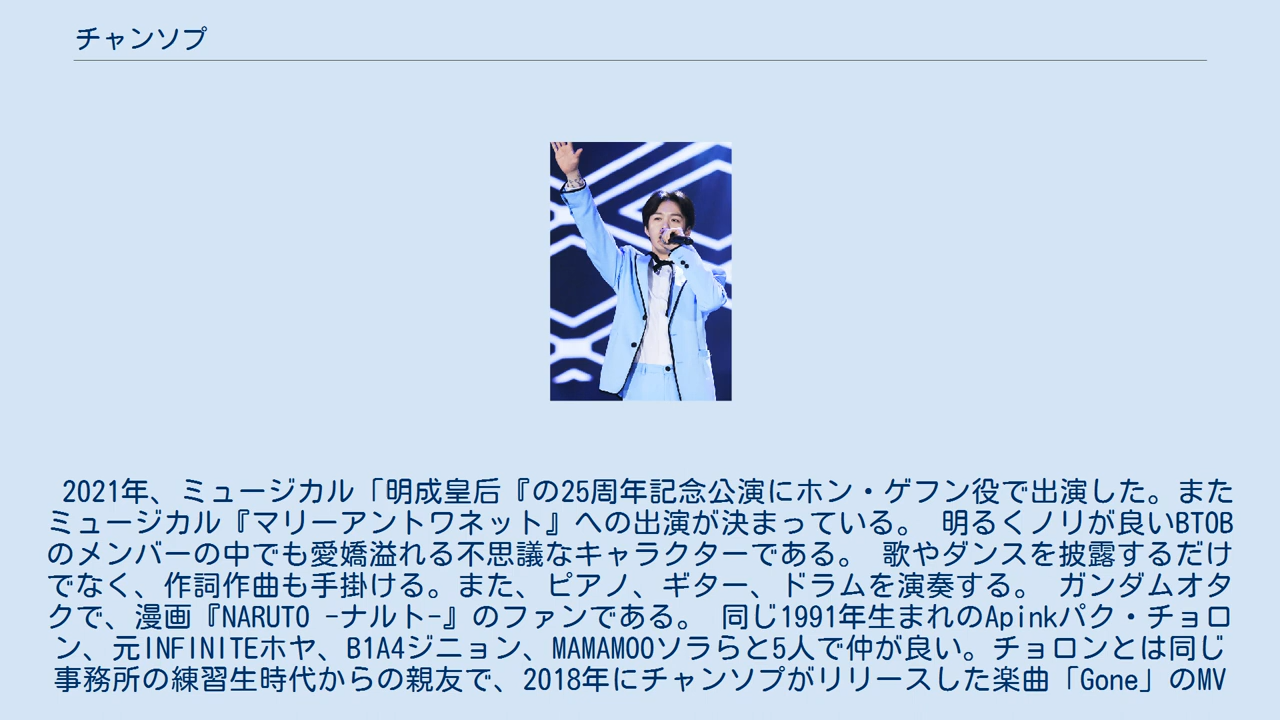 チャンソプ
2021年、ミュージカル「明成皇后『の25周年記念公演にホン・ゲフン役で出演した。また
ミュージカル『マリーアントワネット』への出演が決まっている。 明るくノリが良いBTOB
のメンバーの中でも愛嬌溢れる不思議なキャラクターである。 歌やダンスを披露するだけ
でなく、作詞作曲も手掛ける。また、ピアノ、ギター、ドラムを演奏する。 ガンダムオタ
クで、漫画『NARUTO -ナルト-』のファンである。 同じ1991年生まれのApinkパク・チョロ
ン、元INFINITEホヤ、B1A4ジニョン、MAMAMOOソラらと5人で仲が良い。チョロンとは同じ
事務所の練習生時代からの親友で、2018年にチャンソプがリリースした楽曲「Gone」のMV